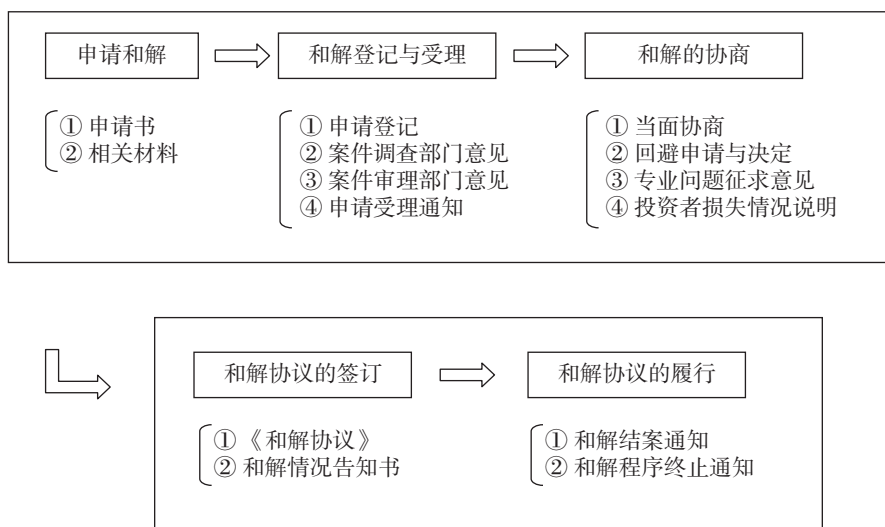 申请和解
和解登记与受理
和解的协商
① 申请书
② 相关材料
① 申请登记
② 案件调查部门意见
③ 案件审理部门意见
④ 申请受理通知
① 当面协商
② 回避申请与决定
③ 专业问题征求意见
④ 投资者损失情况说明
和解协议的签订
和解协议的履行
① 《和解协议》
② 和解情况告知书
① 和解结案通知
② 和解程序终止通知